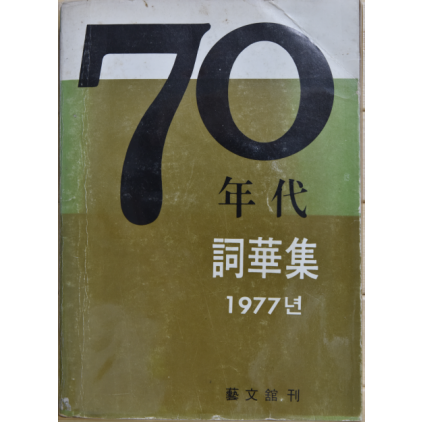 70
年代
詞華集
1977년
藝文館 刊